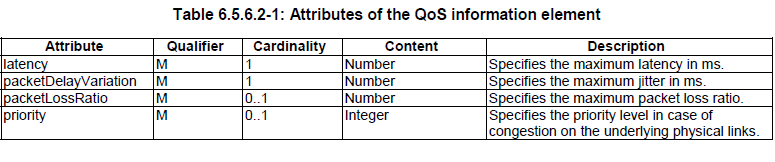 Table 6.5.6.2-1: Attributes of the QoS information element
Attribute Qualifier Cardinality Content Description
latency M 1 Number Specifies the maximum latency in ms.
packetDelayVariation M 1 Number Specifies the maximum jitter in ms.
packetLossRatio M 0..1 Number Specifies the maximum packet loss ratio.
priority M 0..1 Integer Specifies the priority level in case of
congestion on the underlying physical links.